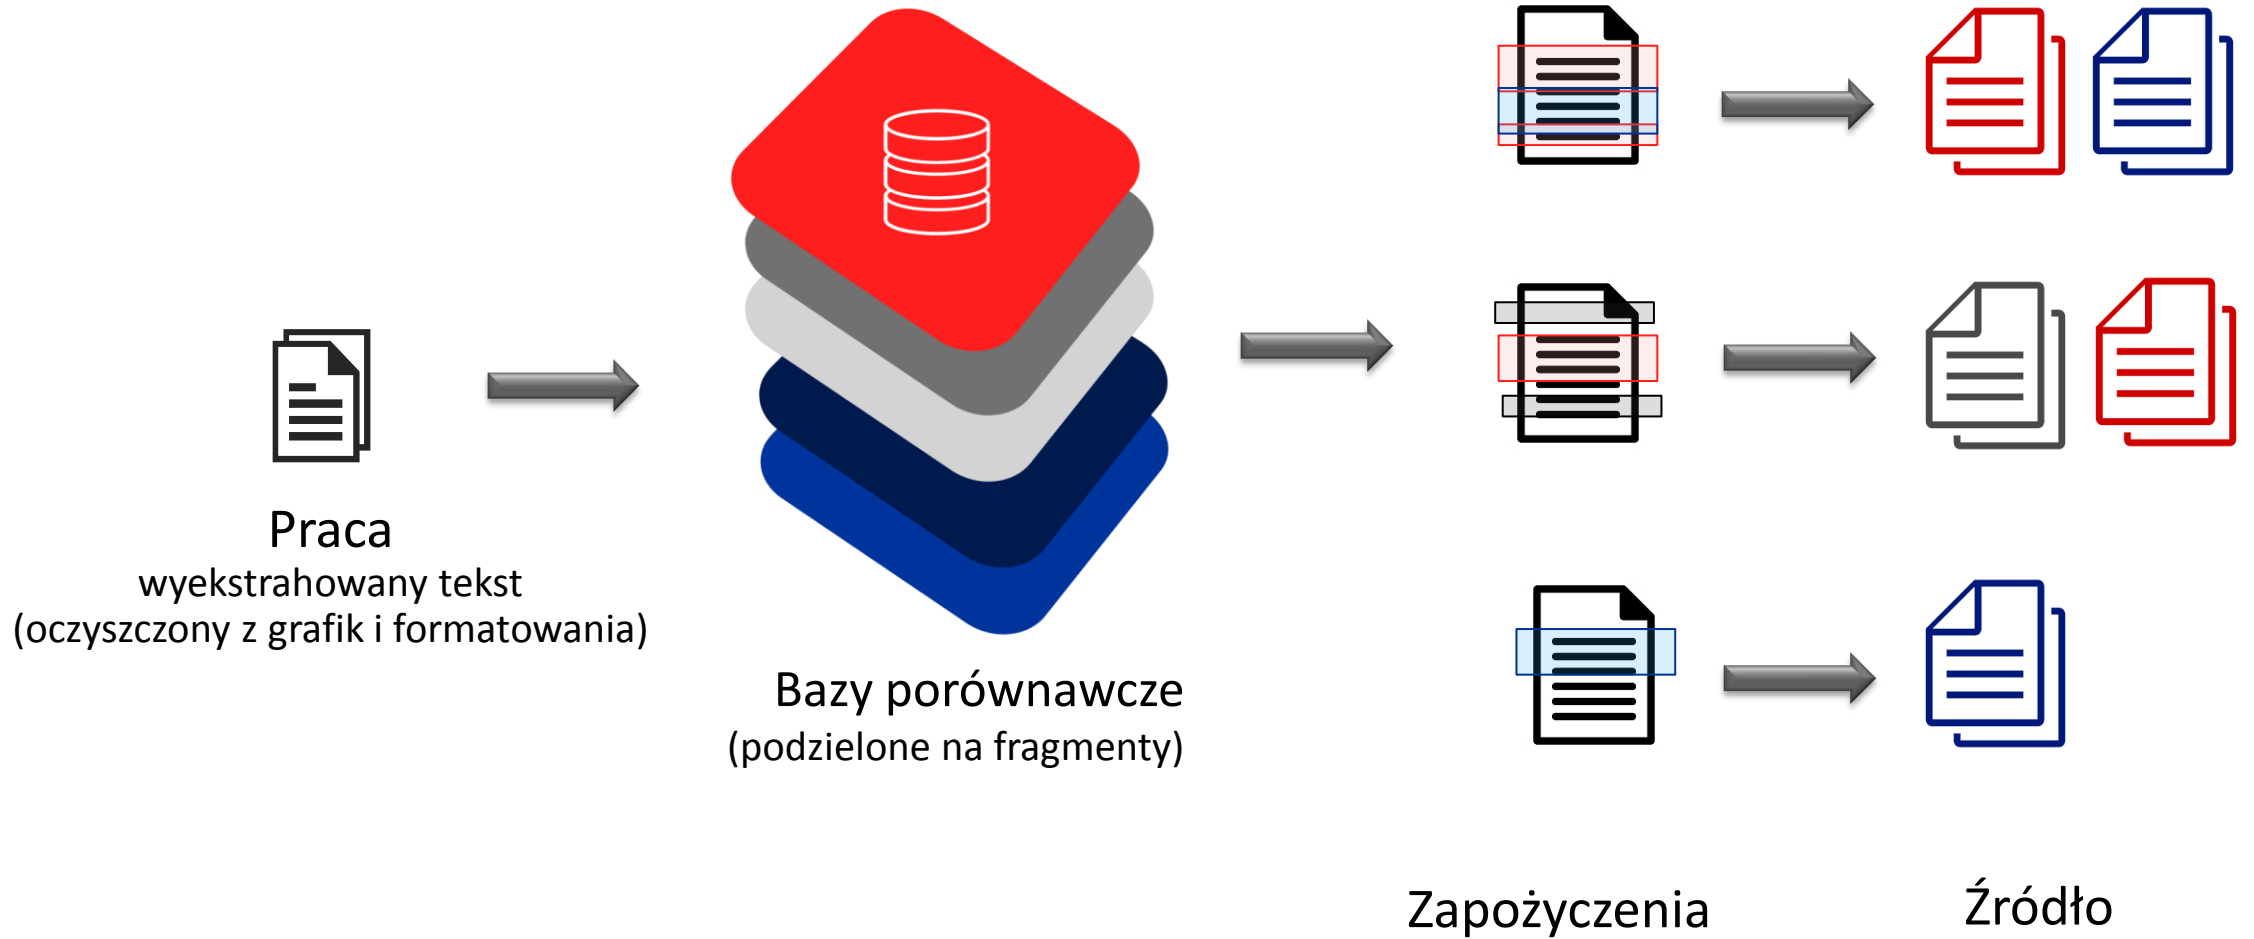 Praca
wyekstrahowany tekst
(oczyszczony z grafik i formatowania)
Bazy porównawcze
(podzielone na fragmenty)
Zapożyczenia
Źródło